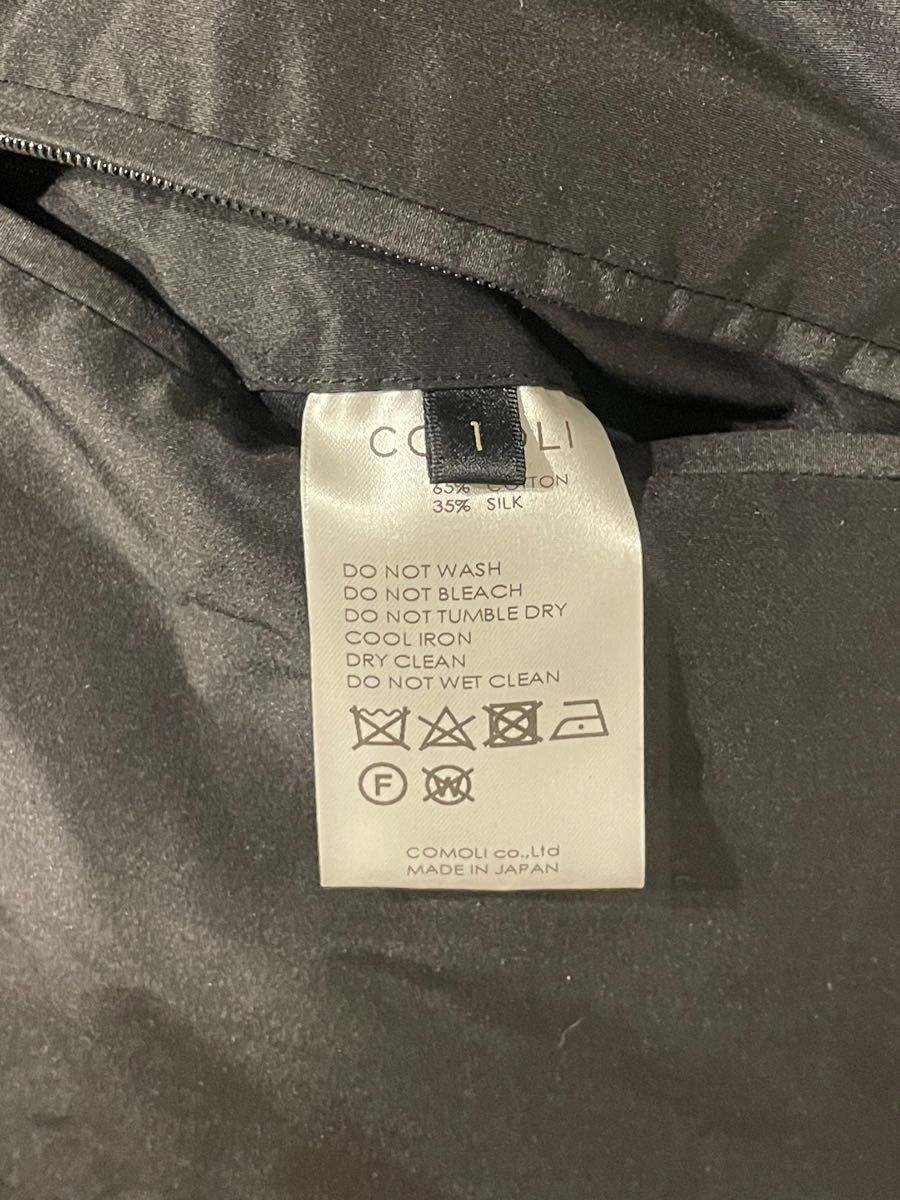 COMOLI
1
65% COTTON
35% SILK
DO NOT WASH
DO NOT BLEACH
DO NOT TUMBLE DRY
COOL IRON
DRY CLEAN
DO NOT WET CLEAN
F W
COMOLI co.,Ltd
MADE IN JAPAN